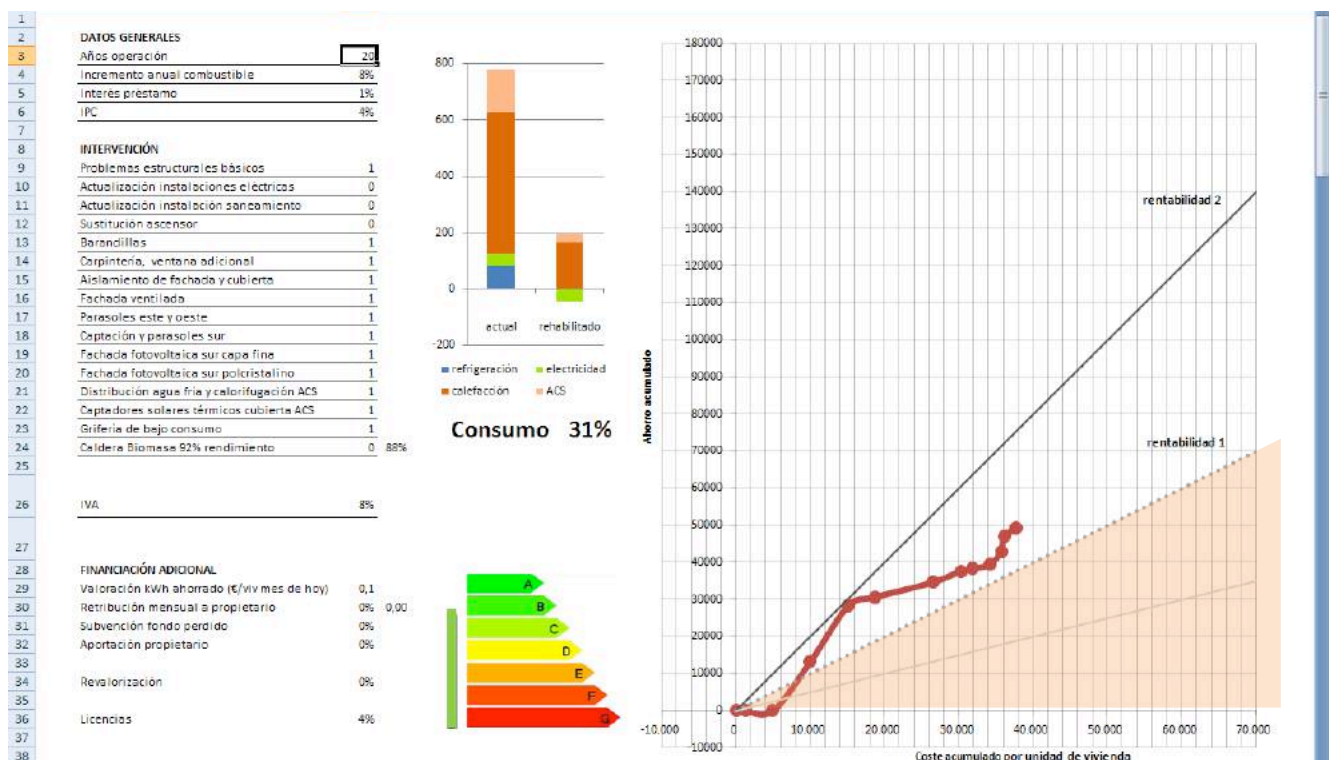 1
2 DATOS GENERALES
3 Años operación 20
4 Incremento anual combustible 8%
5 Interés préstamo 1%
6 IPC 4%
7
8 INTERVENCIÓN
9 Problemas estructurales básicos 1
10 Actualización instalaciones eléctricas 0
11 Actualización instalación saneamiento 0
12 Sustitución ascensor 0
13 Barandillas 1
14 Carpintería, ventana adicional 1
15 Aislamiento de fachada y cubierta 1
16 Fachada ventilada 1
17 Parasoles este y oeste 1
18 Captación y parasoles sur 1
19 Fachada fotovoltaica sur capa fina 1
20 Fachada fotovoltaica sur polcristalino 1
21 Distribución agua fria y calorifugación ACS 1
22 Captadores solares térmicos cubierta ACS 1
23 Grifería de bajo consumo 1
24 Caldera Biomasa 92% rendimiento 0 88%
25
26 IVA 8%
27
28 FINANCIACIÓN ADICIONAL
29 Valoración kWh ahorrado (€/viv mes de hoy) 0,1
30 Retribución mensual a propietario 0% 0,00
31 Subvención fondo perdido 0%
32 Aportación propietario 0%
33
34 Revalorización 0%
35
36 Licencias 4%
37
38
800
600
400
200
0
-200
actual rehabilitado
refrigeración electricidad
calefacción ACS
Consumo 31%
A
B
C
D
E
F
G
180000
170000
160000
150000
140000
130000
120000
110000
100000
90000
80000
70000
60000
50000
40000
30000
20000
10000
0
-10000
Ahorro acumulado
rentabilidad 2
rentabilidad 1
-10.000 0 10.000 20.000 30.000 40.000 50.000 60.000 70.000
Coste acumulado por unidad de vivienda